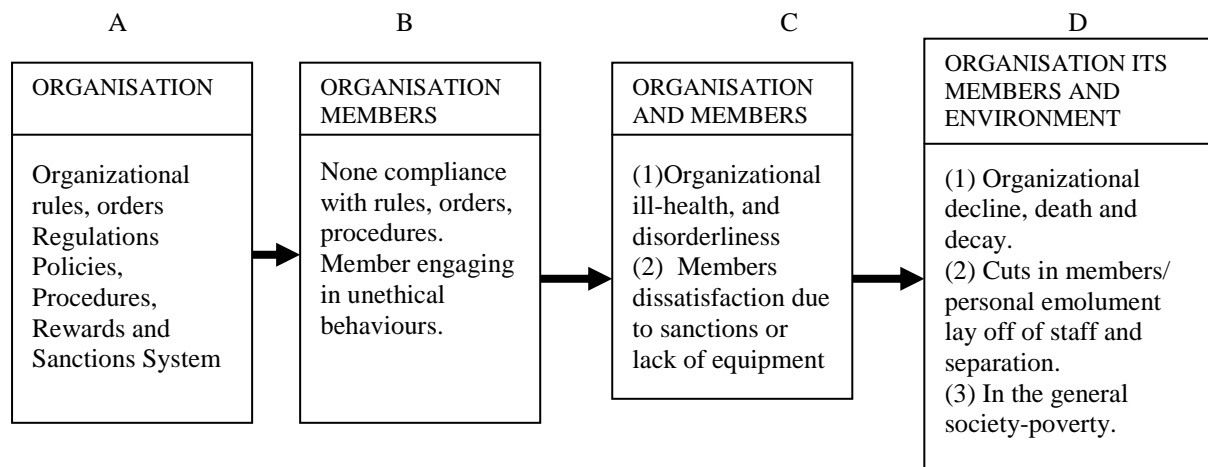 A
B
C
D
ORGANISATION
Organizational
rules, orders
Regulations
Policies,
Procedures,
Rewards and
Sanctions System
ORGANISATION
MEMBERS
None compliance
with rules, orders,
procedures.
Member engaging
in unethical
behaviours.
ORGANISATION
AND MEMBERS
(1)Organizational
ill-health, and
disorderliness
(2) Members
dissatisfaction due
to sanctions or
lack of equipment
ORGANISATION ITS
MEMBERS AND
ENVIRONMENT
(1) Organizational
decline, death and
decay.
(2) Cuts in members/
personal emolument
lay off of staff and
separation.
(3) In the general
society-poverty.